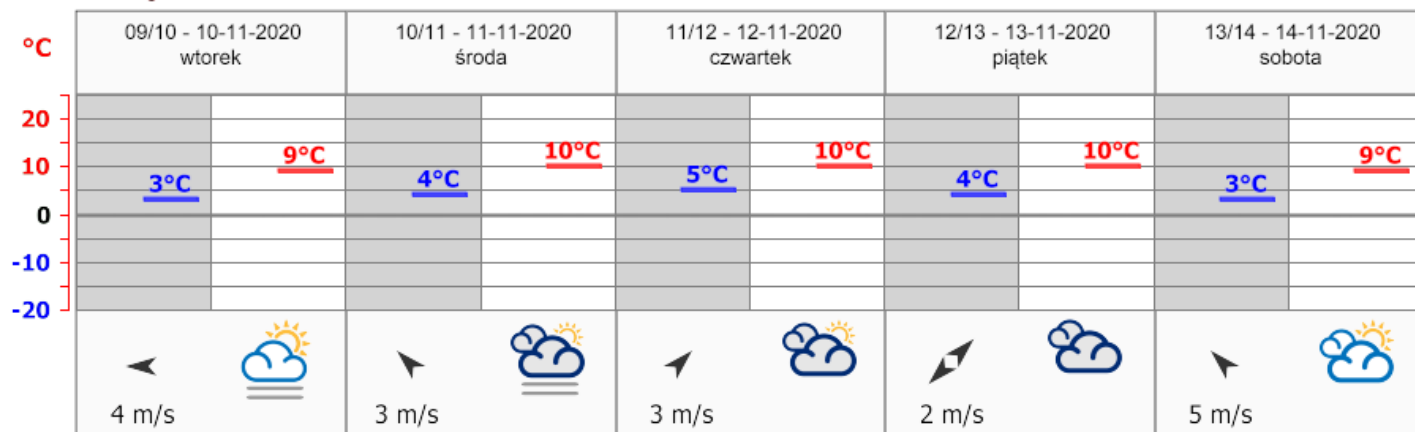 °C
09/10 - 10-11-2020
wtorek
10/11 - 11-11-2020
środa
11/12 - 12-11-2020
czwartek
12/13 - 13-11-2020
piątek
13/14 - 14-11-2020
sobota
20
10
0
-10
-20
3°C
9°C
4°C
10°C
5°C
10°C
4°C
10°C
3°C
9°C
4 m/s
3 m/s
3 m/s
2 m/s
5 m/s